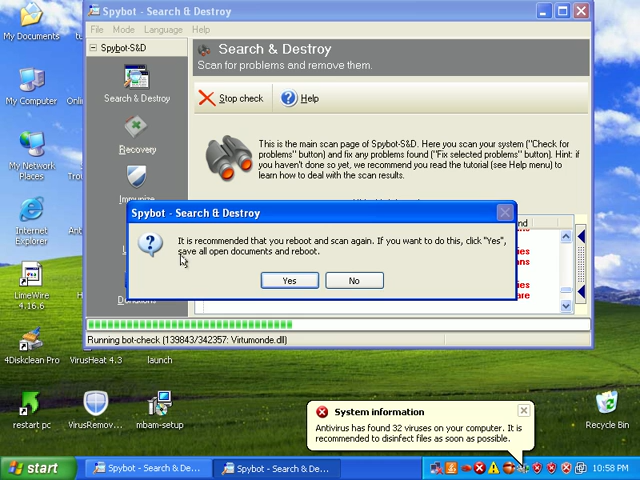 Spybot - Search & Destroy
File Mode Language Help
Spybot-S&D
Search & Destroy
Scan for problems and remove them.
Stop check
Help
Search & Destroy
Recovery
Immunize
This is the main scan page of Spybot-S&D. Here you scan your system ("Check for
problems" button) and fix any problems found ("Fix selected problems" button). Hint: if
you haven't done so yet, we recommend you read the tutorial (see Help menu) to
learn how to deal with the scan results.
Spybot - Search & Destroy
It is recommended that you reboot and scan again. If you want to do this, click "Yes",
save all open documents and reboot.
Yes
No
Donations
Running bot-check (139843/342357: Virtumonde.dll)
My Documents
My Computer
My Network
Places
Internet
Explorer
LimeWire
4.16.6
4Diskclean Pro
VirusHeat 4.3
launch
restart pc
VirusRemov...
mbam-setup
Recycle Bin
System information
Antivirus has found 32 viruses on your computer. It is
recommended to disinfect files as soon as possible.
start
Spybot - Search & De...
Spybot - Search & De...
10:58 PM